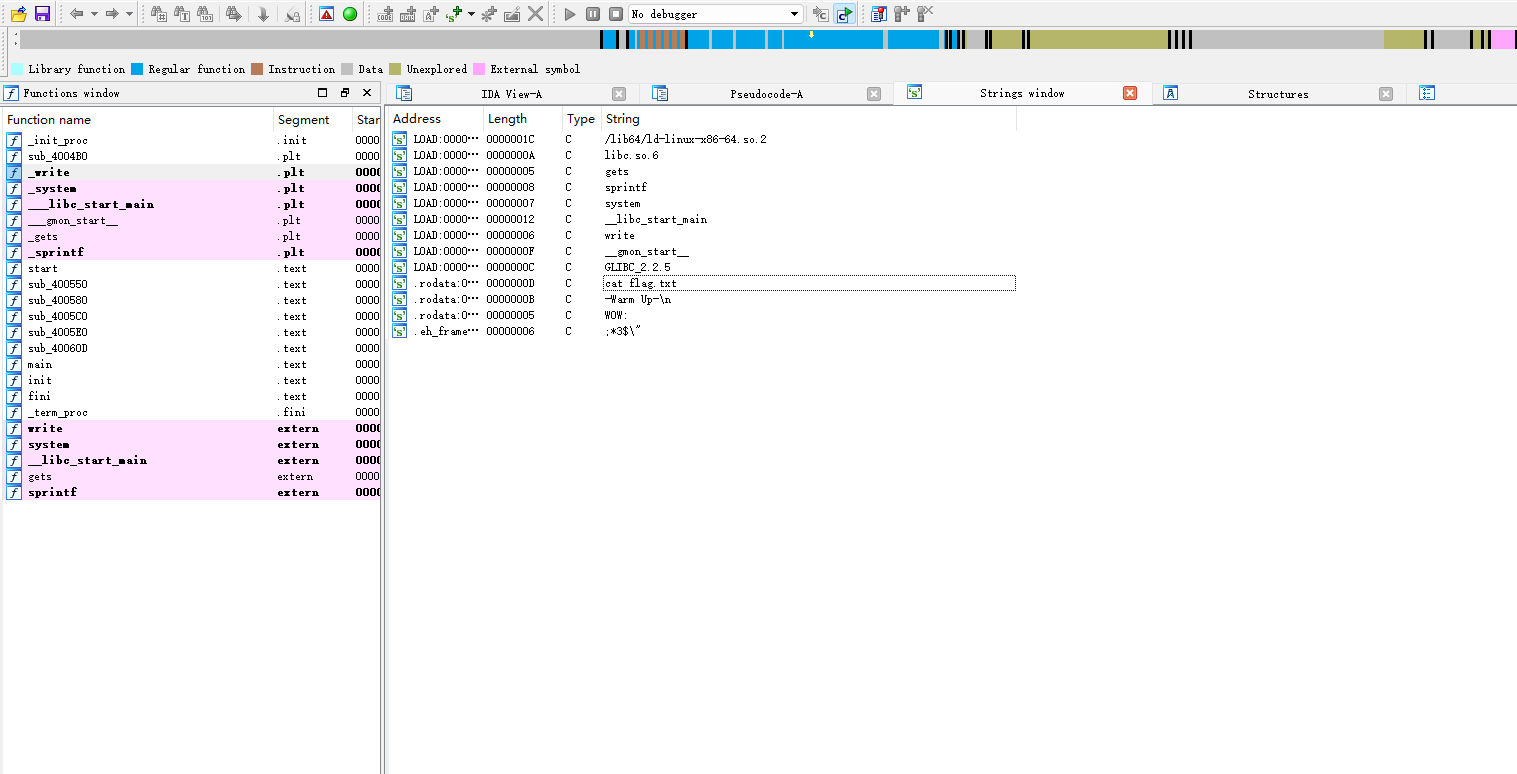 No debugger
Library function Regular function Instruction Data Unexplored External symbol
Functions window
IDA View-A Pseudocode-A Strings window Structures
Function name Segment Star
_init_proc .init 0000
sub_4004B0 .plt 0000
_write .plt 0000
_system .plt 0000
___libc_start_main .plt 0000
___gmon_start__ .plt 0000
_gets .plt 0000
_sprintf .plt 0000
start .text 0000
sub_400550 .text 0000
sub_400580 .text 0000
sub_4005C0 .text 0000
sub_4005E0 .text 0000
sub_40060D .text 0000
main .text 0000
init .text 0000
fini .text 0000
_term_proc .fini 0000
write extern 0000
system extern 0000
__libc_start_main extern 0000
gets extern 0000
sprintf extern 0000
Address Length Type String
LOAD:0000… 0000001C C /lib64/ld-linux-x86-64.so.2
LOAD:0000… 0000000A C libc.so.6
LOAD:0000… 00000005 C gets
LOAD:0000… 00000008 C sprintf
LOAD:0000… 00000007 C system
LOAD:0000… 00000012 C __libc_start_main
LOAD:0000… 00000006 C write
LOAD:0000… 0000000F C __gmon_start__
LOAD:0000… 0000000C C GLIBC_2.2.5
.rodata:0… 0000000D C cat flag.txt
.rodata:0… 0000000B C -Warm Up-\n
.rodata:0… 00000005 C WOW:
.eh_frame… 00000006 C ;*3$\"